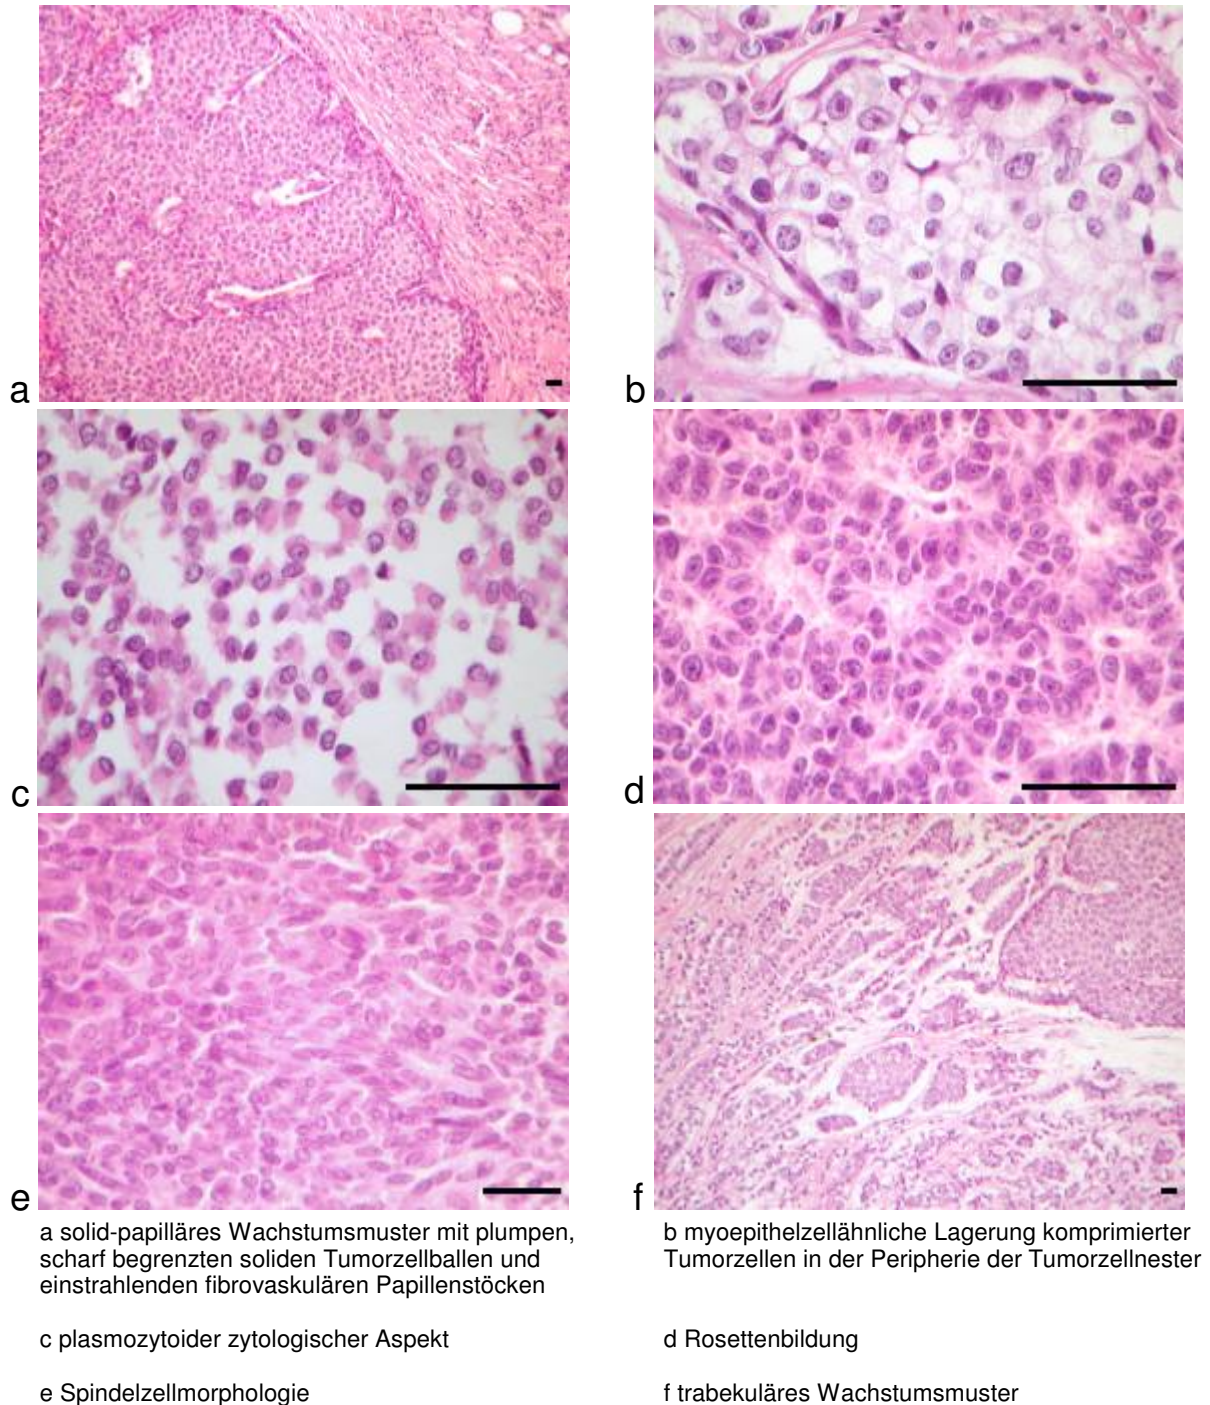 a
b
c
d
e
f
a solid-papilläres Wachstumsmuster mit plumpen,
scharf begrenzten soliden Tumorzellballen und
einstrahlenden fibrovaskulären Papillenstöcken
b myoepithelzellähnliche Lagerung komprimierter
Tumorzellen in der Peripherie der Tumorzellnester
c plasmozytoider zytologischer Aspekt
d Rosettenbildung
e Spindelzellmorphologie
f trabekuläres Wachstumsmuster